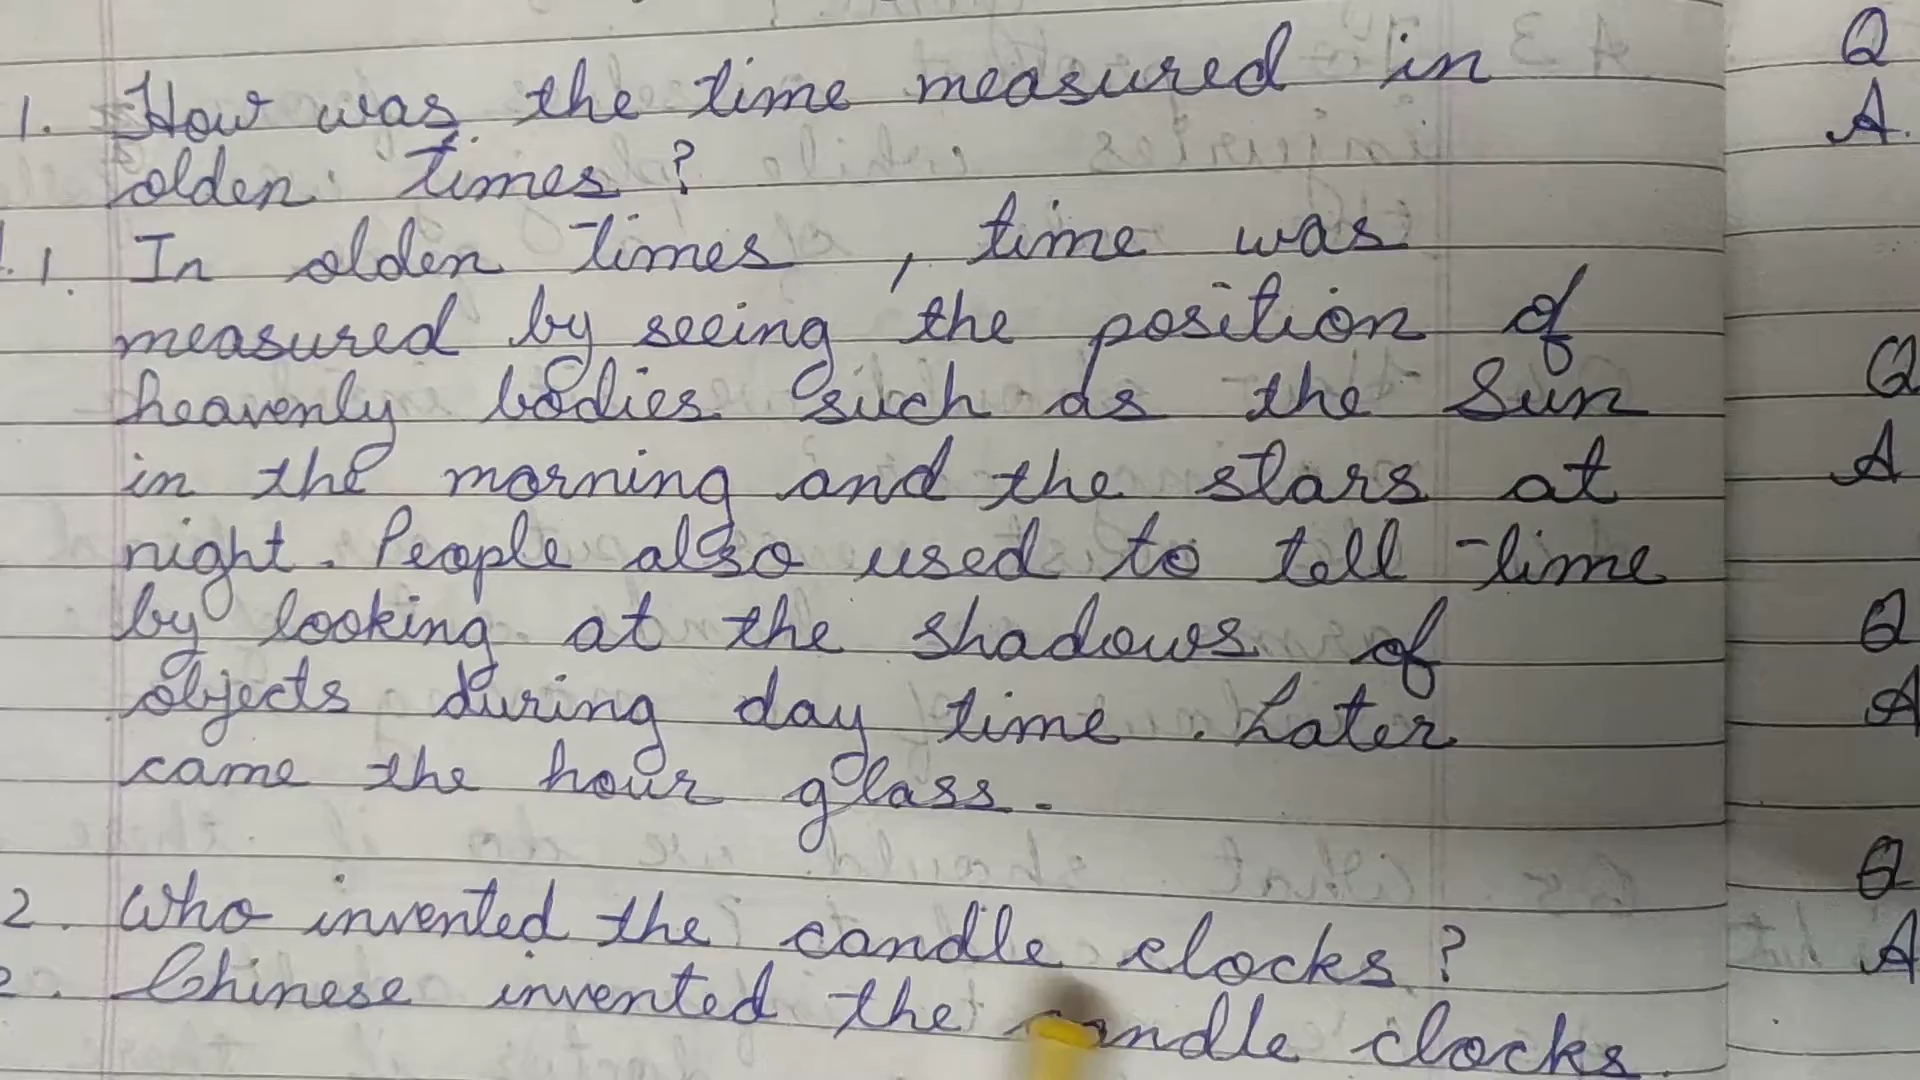 1. How was the time measured in
olden times ?
1. In olden times , time was
measured by seeing the position of
heavenly bodies such as the Sun
in the morning and the stars at
night. People also used to tell time
by looking at the shadows of
objects during day time. Later
came the hour glass.
2. Who invented the candle clocks ?
2. Chinese invented the candle clocks.
Q
A.
Q
A
Q
A
Q
A